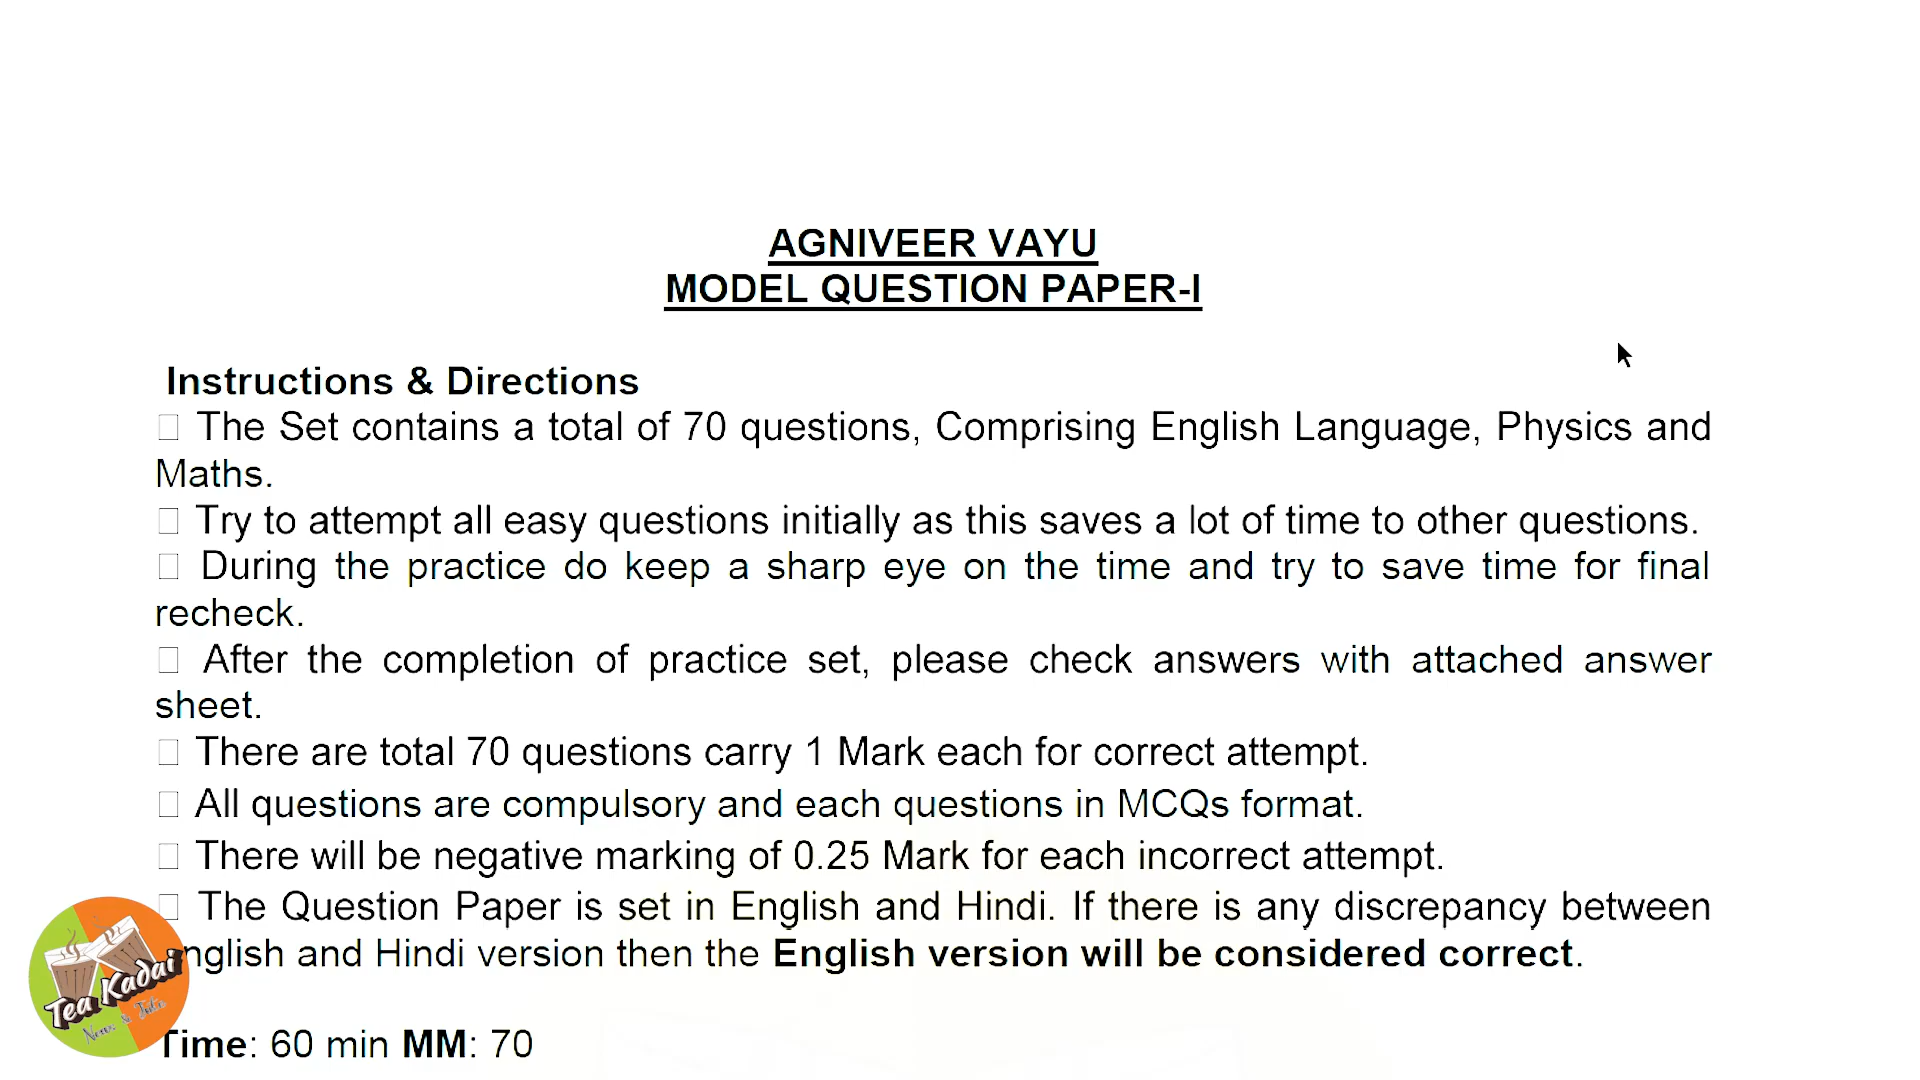 AGNIVEER VAYU
MODEL QUESTION PAPER-I
Instructions & Directions
The Set contains a total of 70 questions, Comprising English Language, Physics and
Maths.
Try to attempt all easy questions initially as this saves a lot of time to other questions.
During the practice do keep a sharp eye on the time and try to save time for final
recheck.
After the completion of practice set, please check answers with attached answer
sheet.
There are total 70 questions carry 1 Mark each for correct attempt.
All questions are compulsory and each questions in MCQs format.
There will be negative marking of 0.25 Mark for each incorrect attempt.
The Question Paper is set in English and Hindi. If there is any discrepancy between
nglish and Hindi version then the English version will be considered correct.
Time: 60 min MM: 70
Tea Kadai